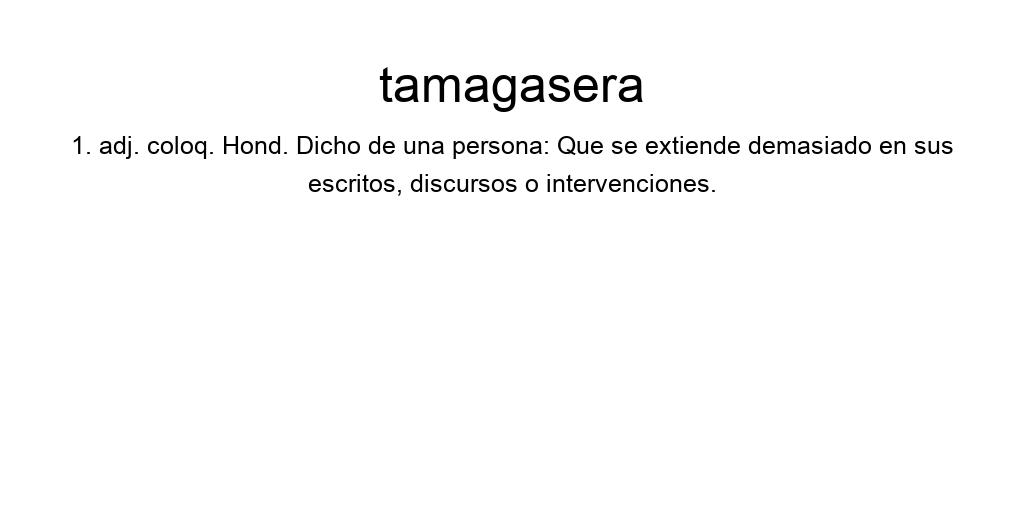 tamagasera
1. adj. coloq. Hond. Dicho de una persona: Que se extiende demasiado en sus
escritos, discursos o intervenciones.